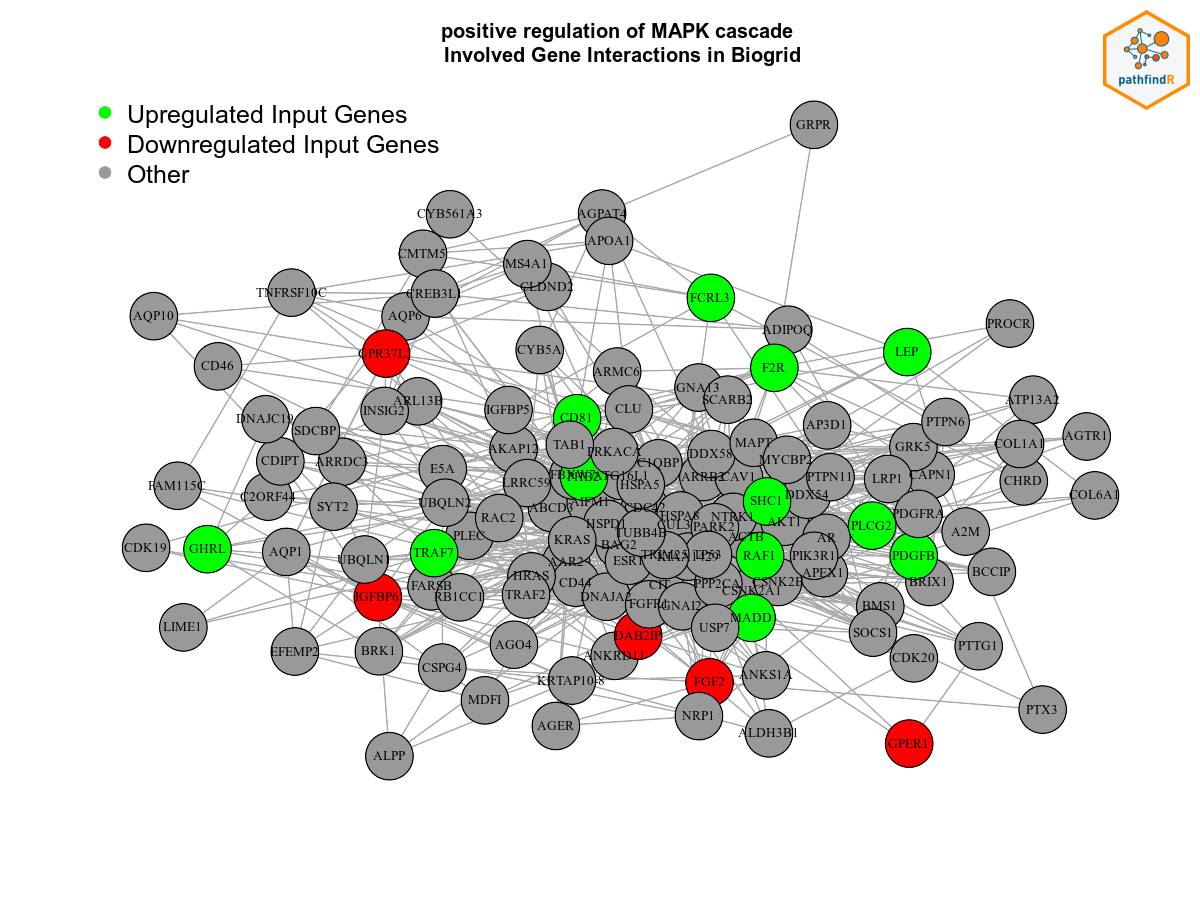 positive regulation of MAPK cascade
Involved Gene Interactions in Biogrid
pathfindR
Upregulated Input Genes
Downregulated Input Genes
Other
GRPR
CYB561A3
AGPAT4
APOA1
CMTM5
MS4A1
CLDND2
TNFRSF10C
CREB3L1
FCRL3
AQP10
AQP6
ADIPOQ
PROCR
GPR37L
CYB5A
LEP
CD46
ARMC6
F2R
GNA13
SCARB2
ATP13A2
ARL13B
INSIG2
IGFBP5
CD81
CLU
DNAJC19
SDCBP
AP3D1
PTPN6
AGTR1
COL1A1
TAB1
PRKACA
MAPT
GRK5
AKAP12
CDIPT
ARRDC3
DDX58
MYCBP2
C1QBP
E5A
LRRC59
HSPA5
CAV1
PTPN11
LRP1
CAPN1
CHRD
FAM115C
C2ORF44
UBQLN2
ABCD3
AIFM1
CDC42
SHC1
DDX54
COL6A1
SYT2
RAC2
HSPA8
NTRK1
PDGFRA
PLEC
HSPD1
CUL3
PARK2
AKT1
PLCG2
A2M
TUBB4B
KRAS
BAG2
ACTB
AR
CDK19
GHRL
AQP1
TRAF7
UBQLN1
AAR2
ESR1
TP53
RAF1
PIK3R1
PDGFB
BCCIP
HRAS
APEX1
FARSB
RB1CC1
TRAF2
CD44
CIT
PPP2CA
CSNK2B
CSNK2A1
BRIX1
IGFBP6
DNAJA2
FGFR1
GNAI2
BMS1
MADD
LIME1
USP7
SOCS1
DAB2IP
AGO4
PTTG1
EFEMP2
BRK1
ANKRD11
CDK20
CSPG4
KRTAP10-8
FGF2
ANKS1A
MDFI
NRP1
PTX3
AGER
ALDH3B1
GPER1
ALPP